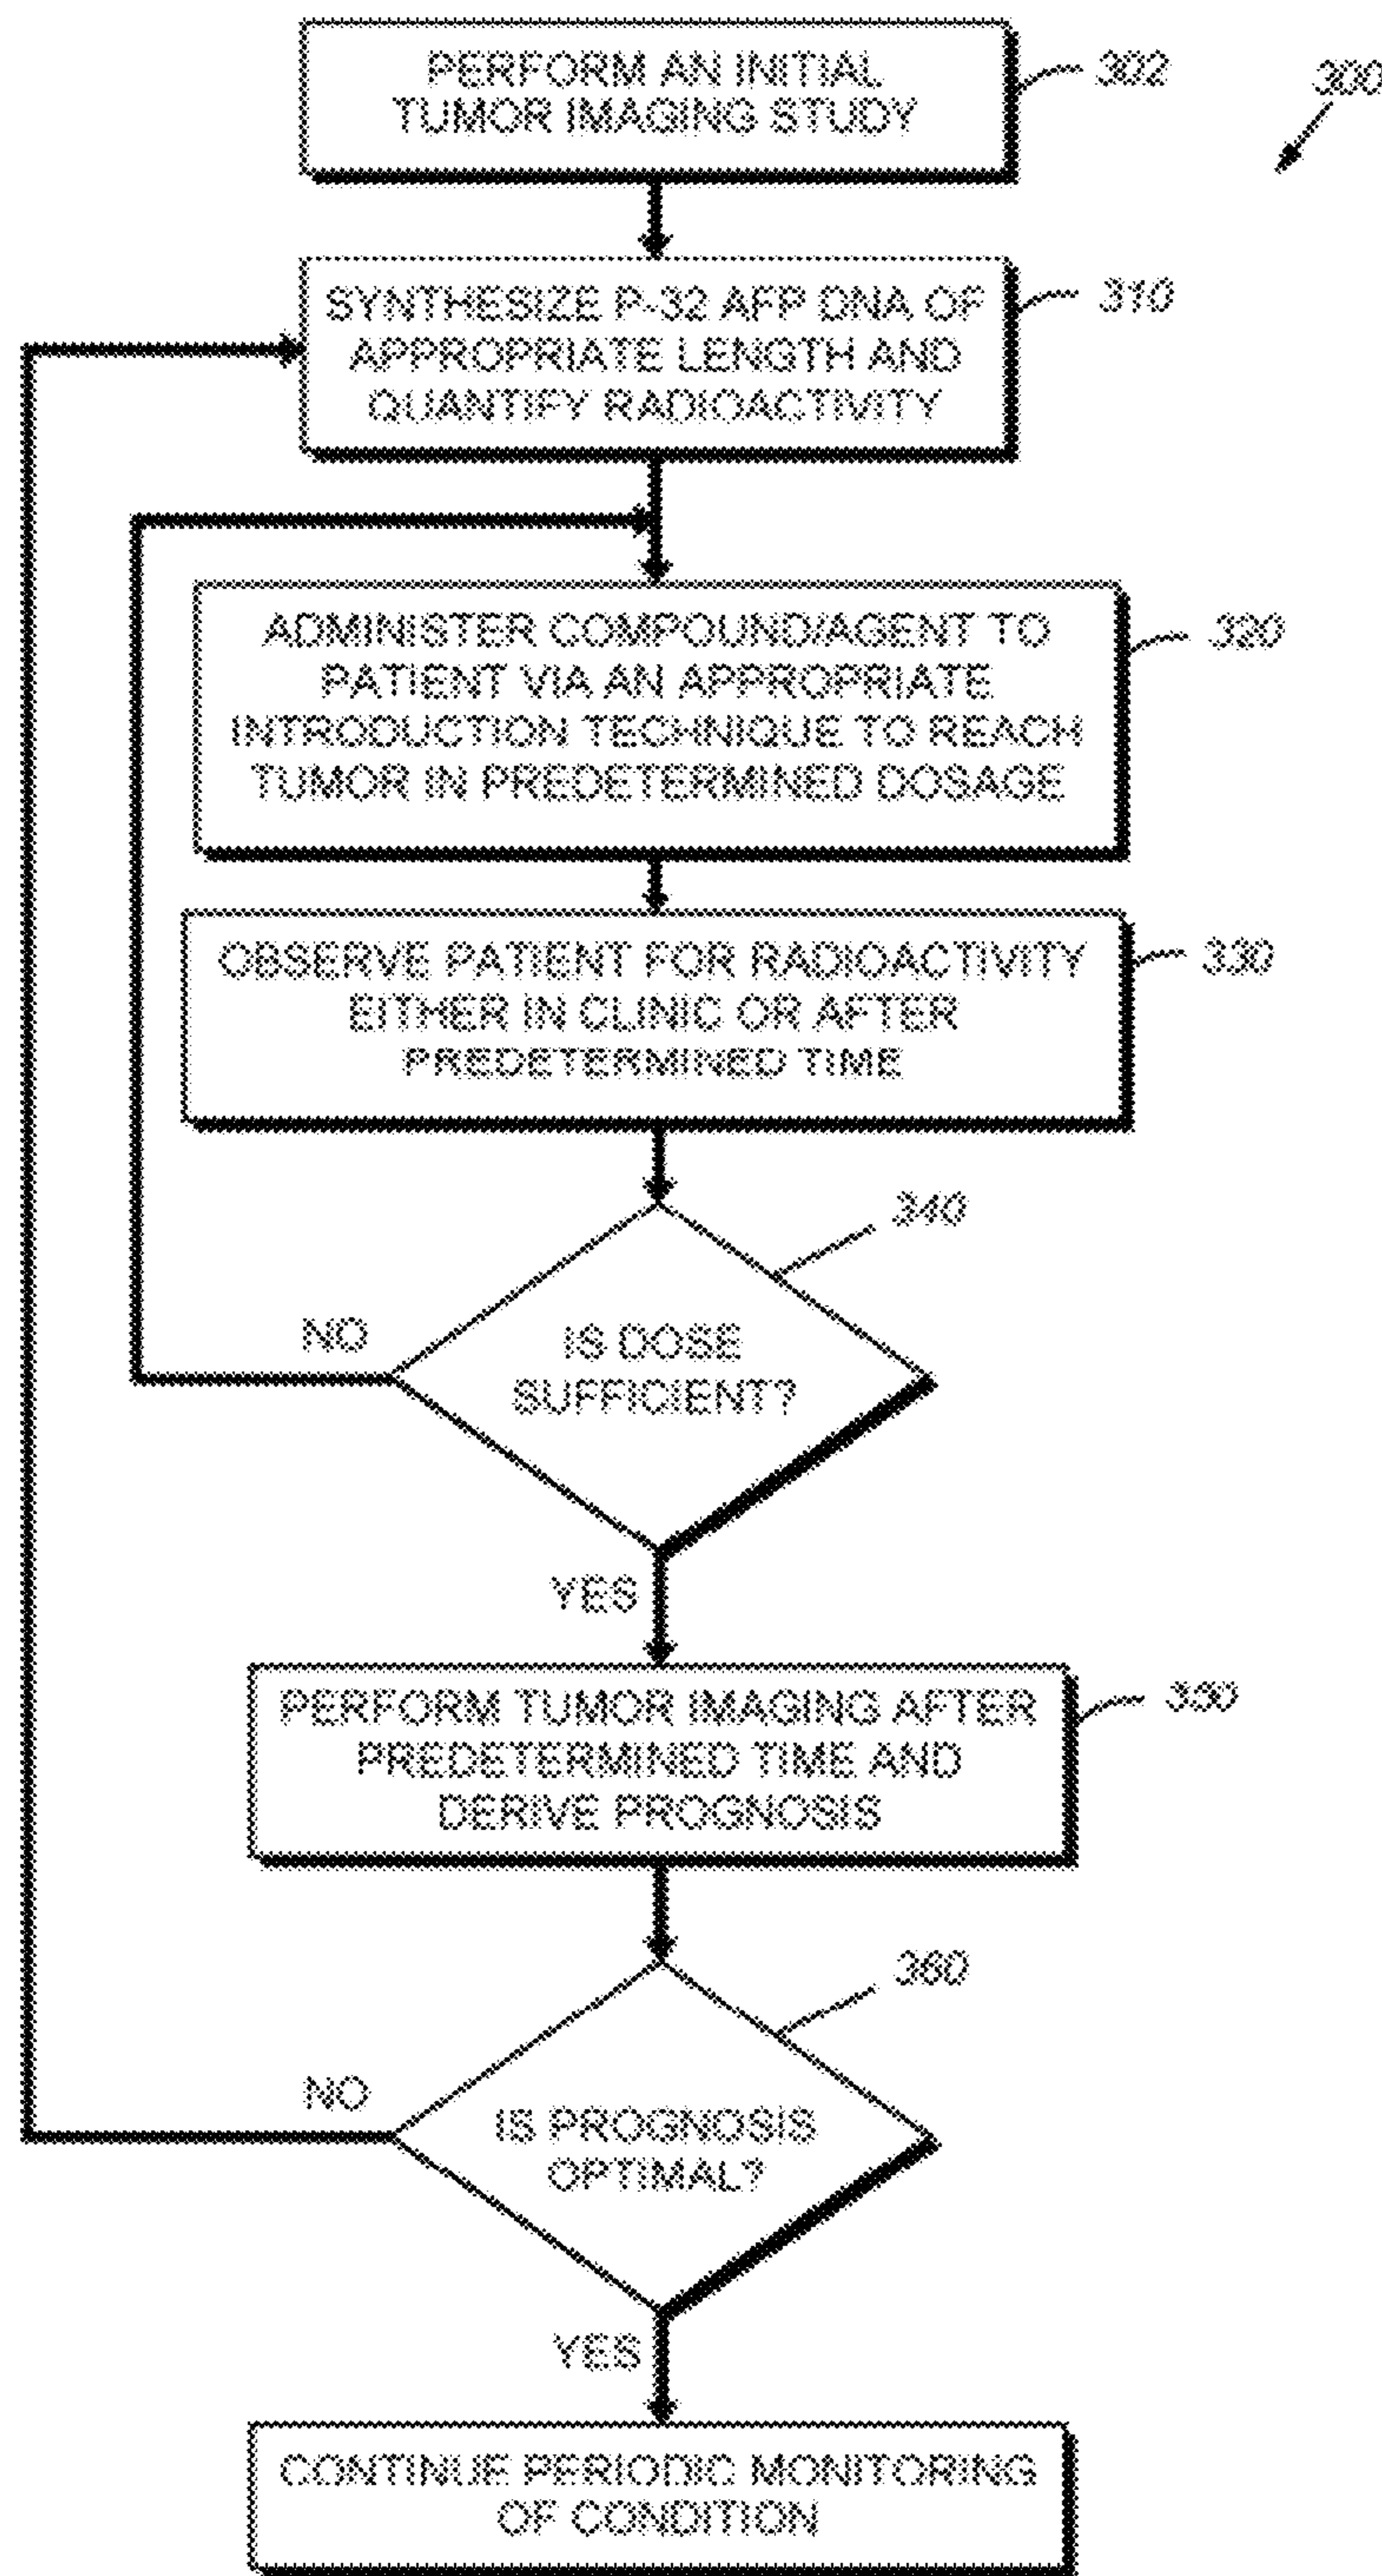 PERFORM AN INITIAL
TUMOR IMAGING STUDY
302
300
SYNTHESIZE P-32 AFP DNA OF
APPROPRIATE LENGTH AND
QUANTIFY RADIOACTIVITY
310
ADMINISTER COMPOUND/AGENT TO
PATIENT VIA AN APPROPRIATE
INTRODUCTION TECHNIQUE TO REACH
TUMOR IN PREDETERMINED DOSAGE
320
OBSERVE PATIENT FOR RADIOACTIVITY
EITHER IN CLINIC OR AFTER
PREDETERMINED TIME
330
340
NO
IS DOSE
SUFFICIENT?
YES
PERFORM TUMOR IMAGING AFTER
PREDETERMINED TIME AND
DERIVE PROGNOSIS
350
360
NO
IS PROGNOSIS
OPTIMAL?
YES
CONTINUE PERIODIC MONITORING
OF CONDITION